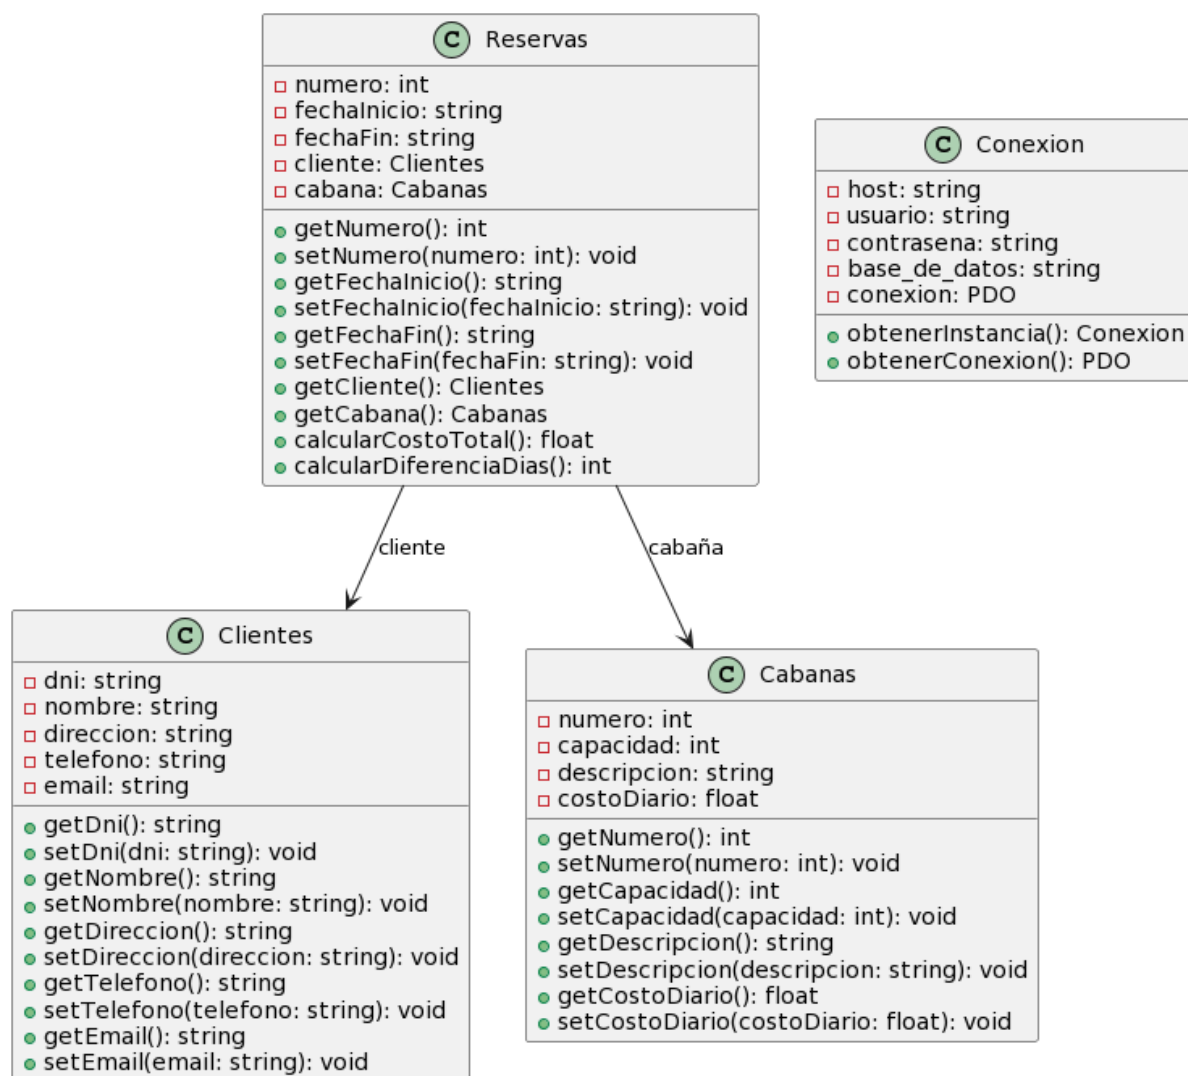 C Reservas
numero: int
fechaInicio: string
fechaFin: string
cliente: Clientes
cabana: Cabanas
getNumero(): int
setNumero(numero: int): void
getFechaInicio(): string
setFechaInicio(fechaInicio: string): void
getFechaFin(): string
setFechaFin(fechaFin: string): void
getCliente(): Clientes
getCabana(): Cabanas
calcularCostoTotal(): float
calcularDiferenciaDias(): int
C Conexion
host: string
usuario: string
contrasena: string
base_de_datos: string
conexion: PDO
obtenerInstancia(): Conexion
obtenerConexion(): PDO
cliente
cabaña
C Clientes
dni: string
nombre: string
direccion: string
telefono: string
email: string
getDni(): string
setDni(dni: string): void
getNombre(): string
setNombre(nombre: string): void
getDireccion(): string
setDireccion(direccion: string): void
getTelefono(): string
setTelefono(telefono: string): void
getEmail(): string
setEmail(email: string): void
C Cabanas
numero: int
capacidad: int
descripcion: string
costoDiario: float
getNumero(): int
setNumero(numero: int): void
getCapacidad(): int
setCapacidad(capacidad: int): void
getDescripcion(): string
setDescripcion(descripcion: string): void
getCostoDiario(): float
setCostoDiario(costoDiario: float): void